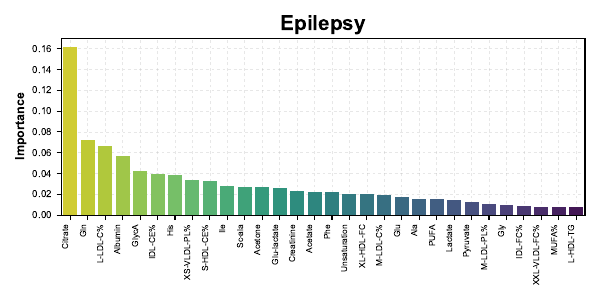 Epilepsy
Importance
0.16
0.14
0.12
0.10
0.08
0.06
0.04
0.02
0.00
Citrate
Gln
L-LDL-C%
Albumin
GlycA
IDL-CE%
His
XS-VLDL-PL%
S-HDL-CE%
Ile
Sc-ala
Acetone
Glu-lactate
Creatinine
Acetate
Phe
Unsaturation
XL-HDL-FC
M-LDL-C%
Glu
Ala
PUFA
Lactate
Pyruvate
M-LDL-PL%
Gly
IDL-FC%
XXL-VLDL-FC%
MUFA%
L-HDL-TG